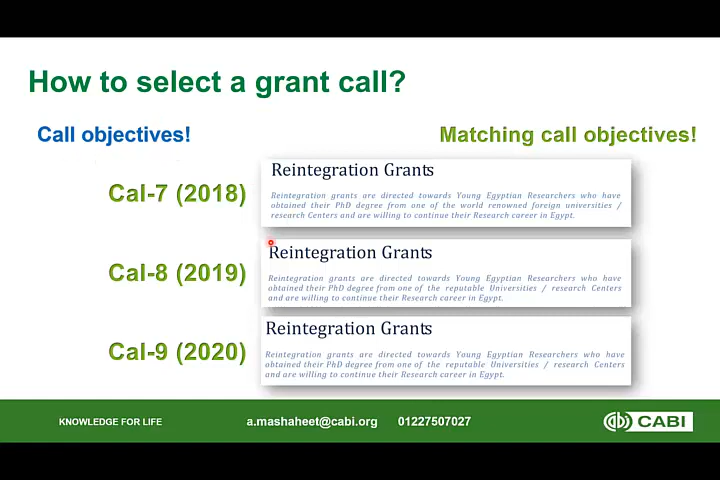 How to select a grant call?
Call objectives!
Matching call objectives!
Cal-7 (2018)
Reintegration Grants
Reintegration grants are directed towards Young Egyptian Researchers who have
obtained their PhD degree from one of the world renowned foreign universities /
research Centers and are willing to continue their Research career in Egypt.
Cal-8 (2019)
Reintegration Grants
Reintegration grants are directed towards Young Egyptian Researchers who have
obtained their PhD degree from one of the reputable Universities / research Centers
and are willing to continue their Research career in Egypt.
Cal-9 (2020)
Reintegration Grants
Reintegration grants are directed towards Young Egyptian Researchers who have
obtained their PhD degree from one of the reputable Universities / research Centers
and are willing to continue their Research career in Egypt.
KNOWLEDGE FOR LIFE
a.mashaheet@cabi.org
01227507027
CABI